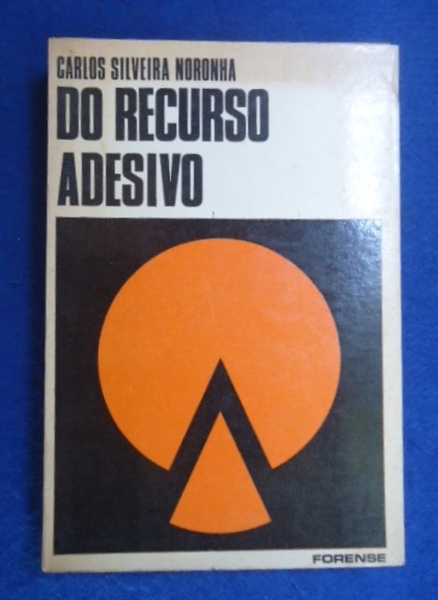 CARLOS SILVEIRA NORONHA
DO RECURSO
ADESIVO
FORENSE